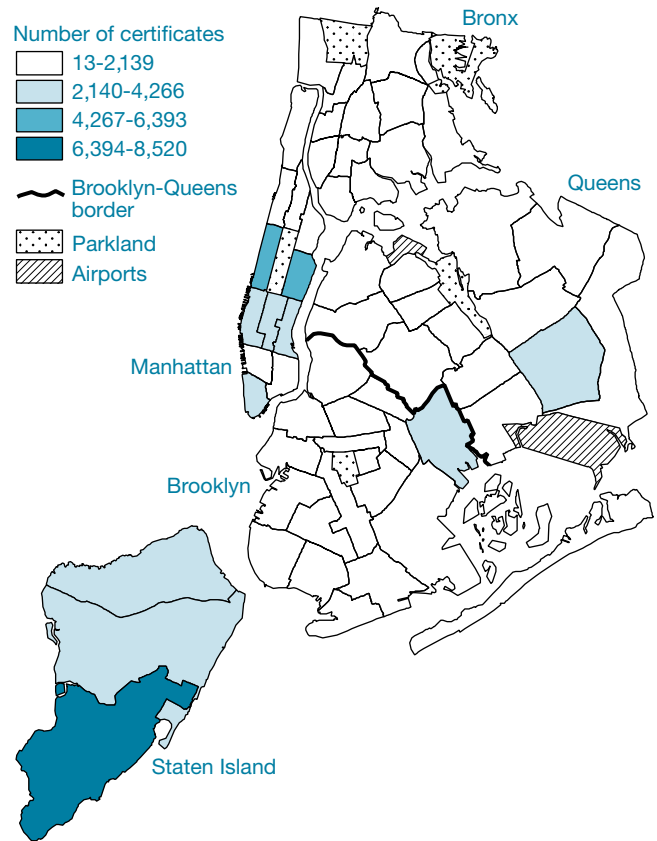 Number of certificates
13-2,139
2,140-4,266
4,267-6,393
6,394-8,520
Brooklyn-Queens
border
Parkland
Airports
Bronx
Queens
Manhattan
Brooklyn
Staten Island